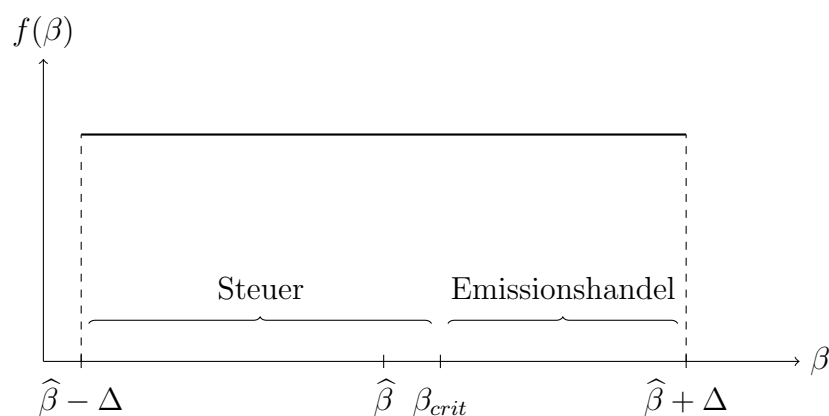 f(β)
Steuer Emissionshandel
β
β̂ − Δ β̂ β_crit β̂ + Δ